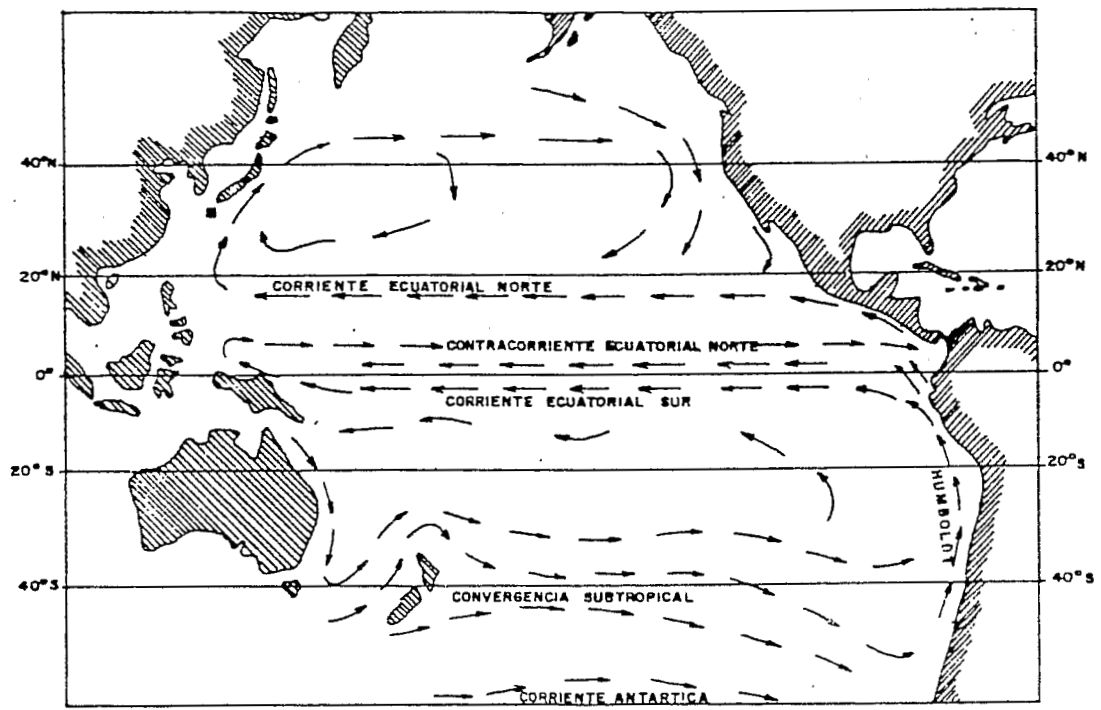 40°N
40°N
20°N
20°N
CORRIENTE ECUATORIAL NORTE
CONTRACORRIENTE ECUATORIAL NORTE
0°
0°
CORRIENTE ECUATORIAL SUR
20°S
20°S
HUMBOLDT
40°S
40°S
CONVERGENCIA SUBTROPICAL
CORRIENTE ANTARTICA